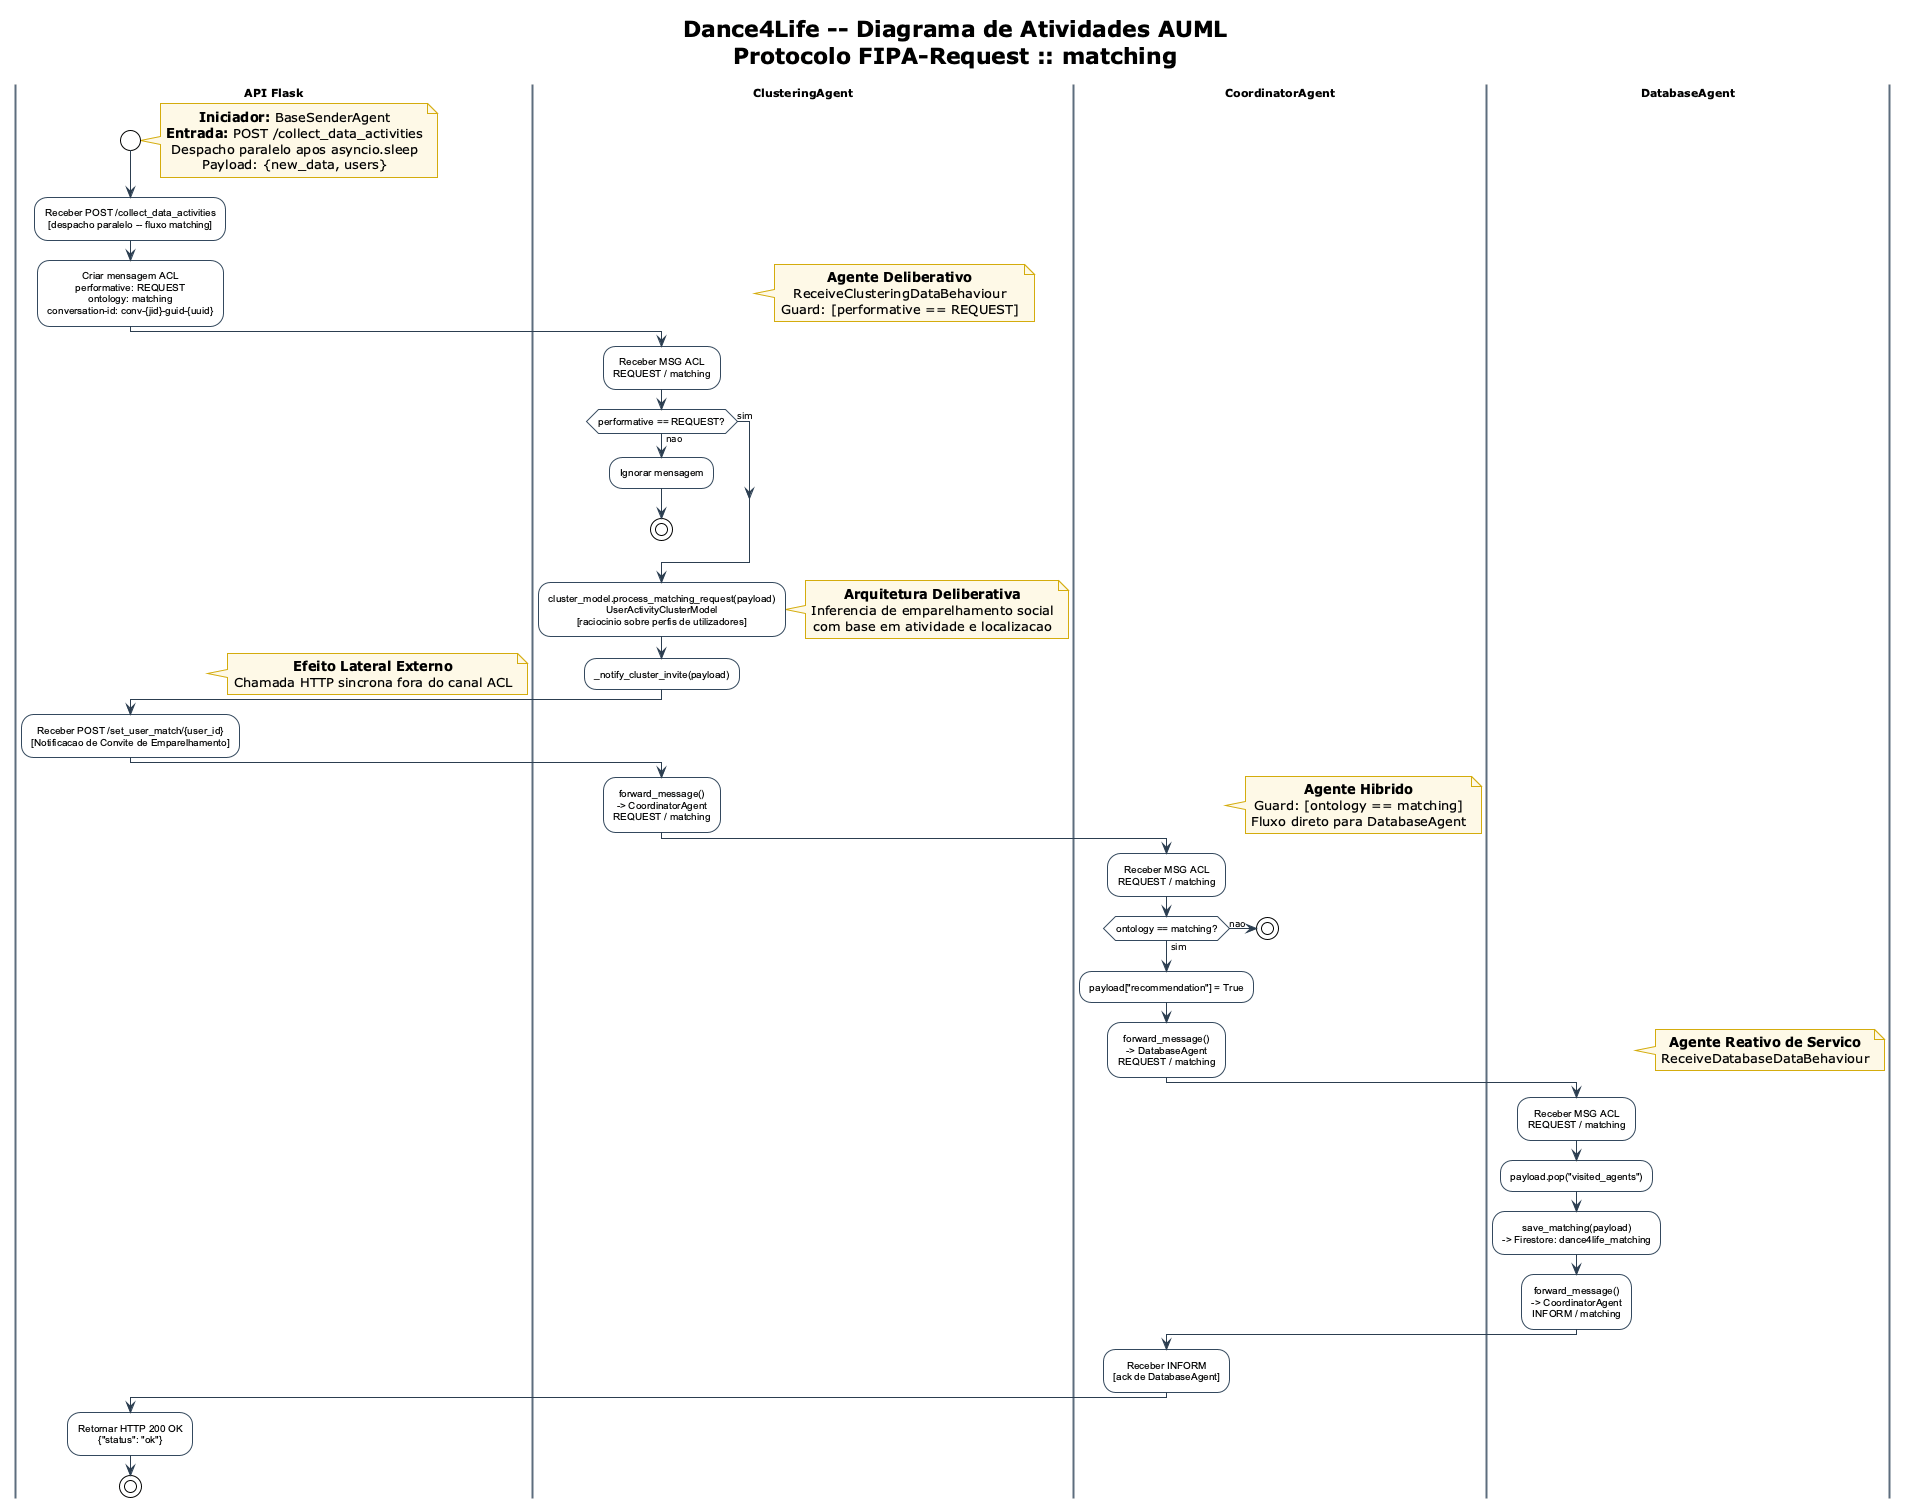 Dance4Life -- Diagrama de Atividades AUML
Protocolo FIPA-Request :: matching
API Flask
ClusteringAgent
CoordinatorAgent
DatabaseAgent
Iniciador: BaseSenderAgent
Entrada: POST /collect_data_activities
Despacho paralelo apos asyncio.sleep
Payload: {new_data, users}
Receber POST /collect_data_activities
[despacho paralelo -- fluxo matching]
Criar mensagem ACL
performative: REQUEST
ontology: matching
conversation-id: conv-{jid}-guid-{uuid}
Agente Deliberativo
ReceiveClusteringDataBehaviour
Guard: [performative == REQUEST]
Receber MSG ACL
REQUEST / matching
performative == REQUEST?
sim
nao
Ignorar mensagem
cluster_model.process_matching_request(payload)
UserActivityClusterModel
[raciocinio sobre perfis de utilizadores]
Arquitetura Deliberativa
Inferencia de emparelhamento social
com base em atividade e localizacao
_notify_cluster_invite(payload)
Efeito Lateral Externo
Chamada HTTP sincrona fora do canal ACL
Receber POST /set_user_match/{user_id}
[Notificacao de Convite de Emparelhamento]
forward_message()
-> CoordinatorAgent
REQUEST / matching
Agente Hibrido
Guard: [ontology == matching]
Fluxo direto para DatabaseAgent
Receber MSG ACL
REQUEST / matching
ontology == matching?
nao
sim
payload["recommendation"] = True
forward_message()
-> DatabaseAgent
REQUEST / matching
Agente Reativo de Servico
ReceiveDatabaseDataBehaviour
Receber MSG ACL
REQUEST / matching
payload.pop("visited_agents")
save_matching(payload)
-> Firestore: dance4life_matching
forward_message()
-> CoordinatorAgent
INFORM / matching
Receber INFORM
[ack de DatabaseAgent]
Retornar HTTP 200 OK
{"status": "ok"}